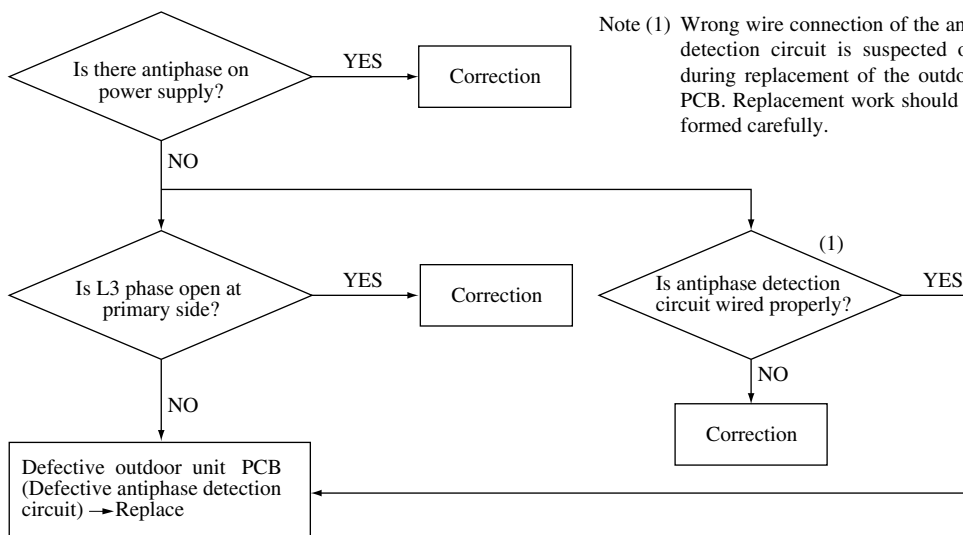 Is there antiphase on
power supply?
YES
Correction
NO
Note (1) Wrong wire connection of the
detection circuit is suspected
during replacement of the
PCB. Replacement work should
formed carefully.
Is L3 phase open at
primary side?
YES
Correction
NO
(1)
Is antiphase detection
circuit wired properly?
YES
NO
Correction
Defective outdoor unit PCB
(Defective antiphase detection
circuit) → Replace